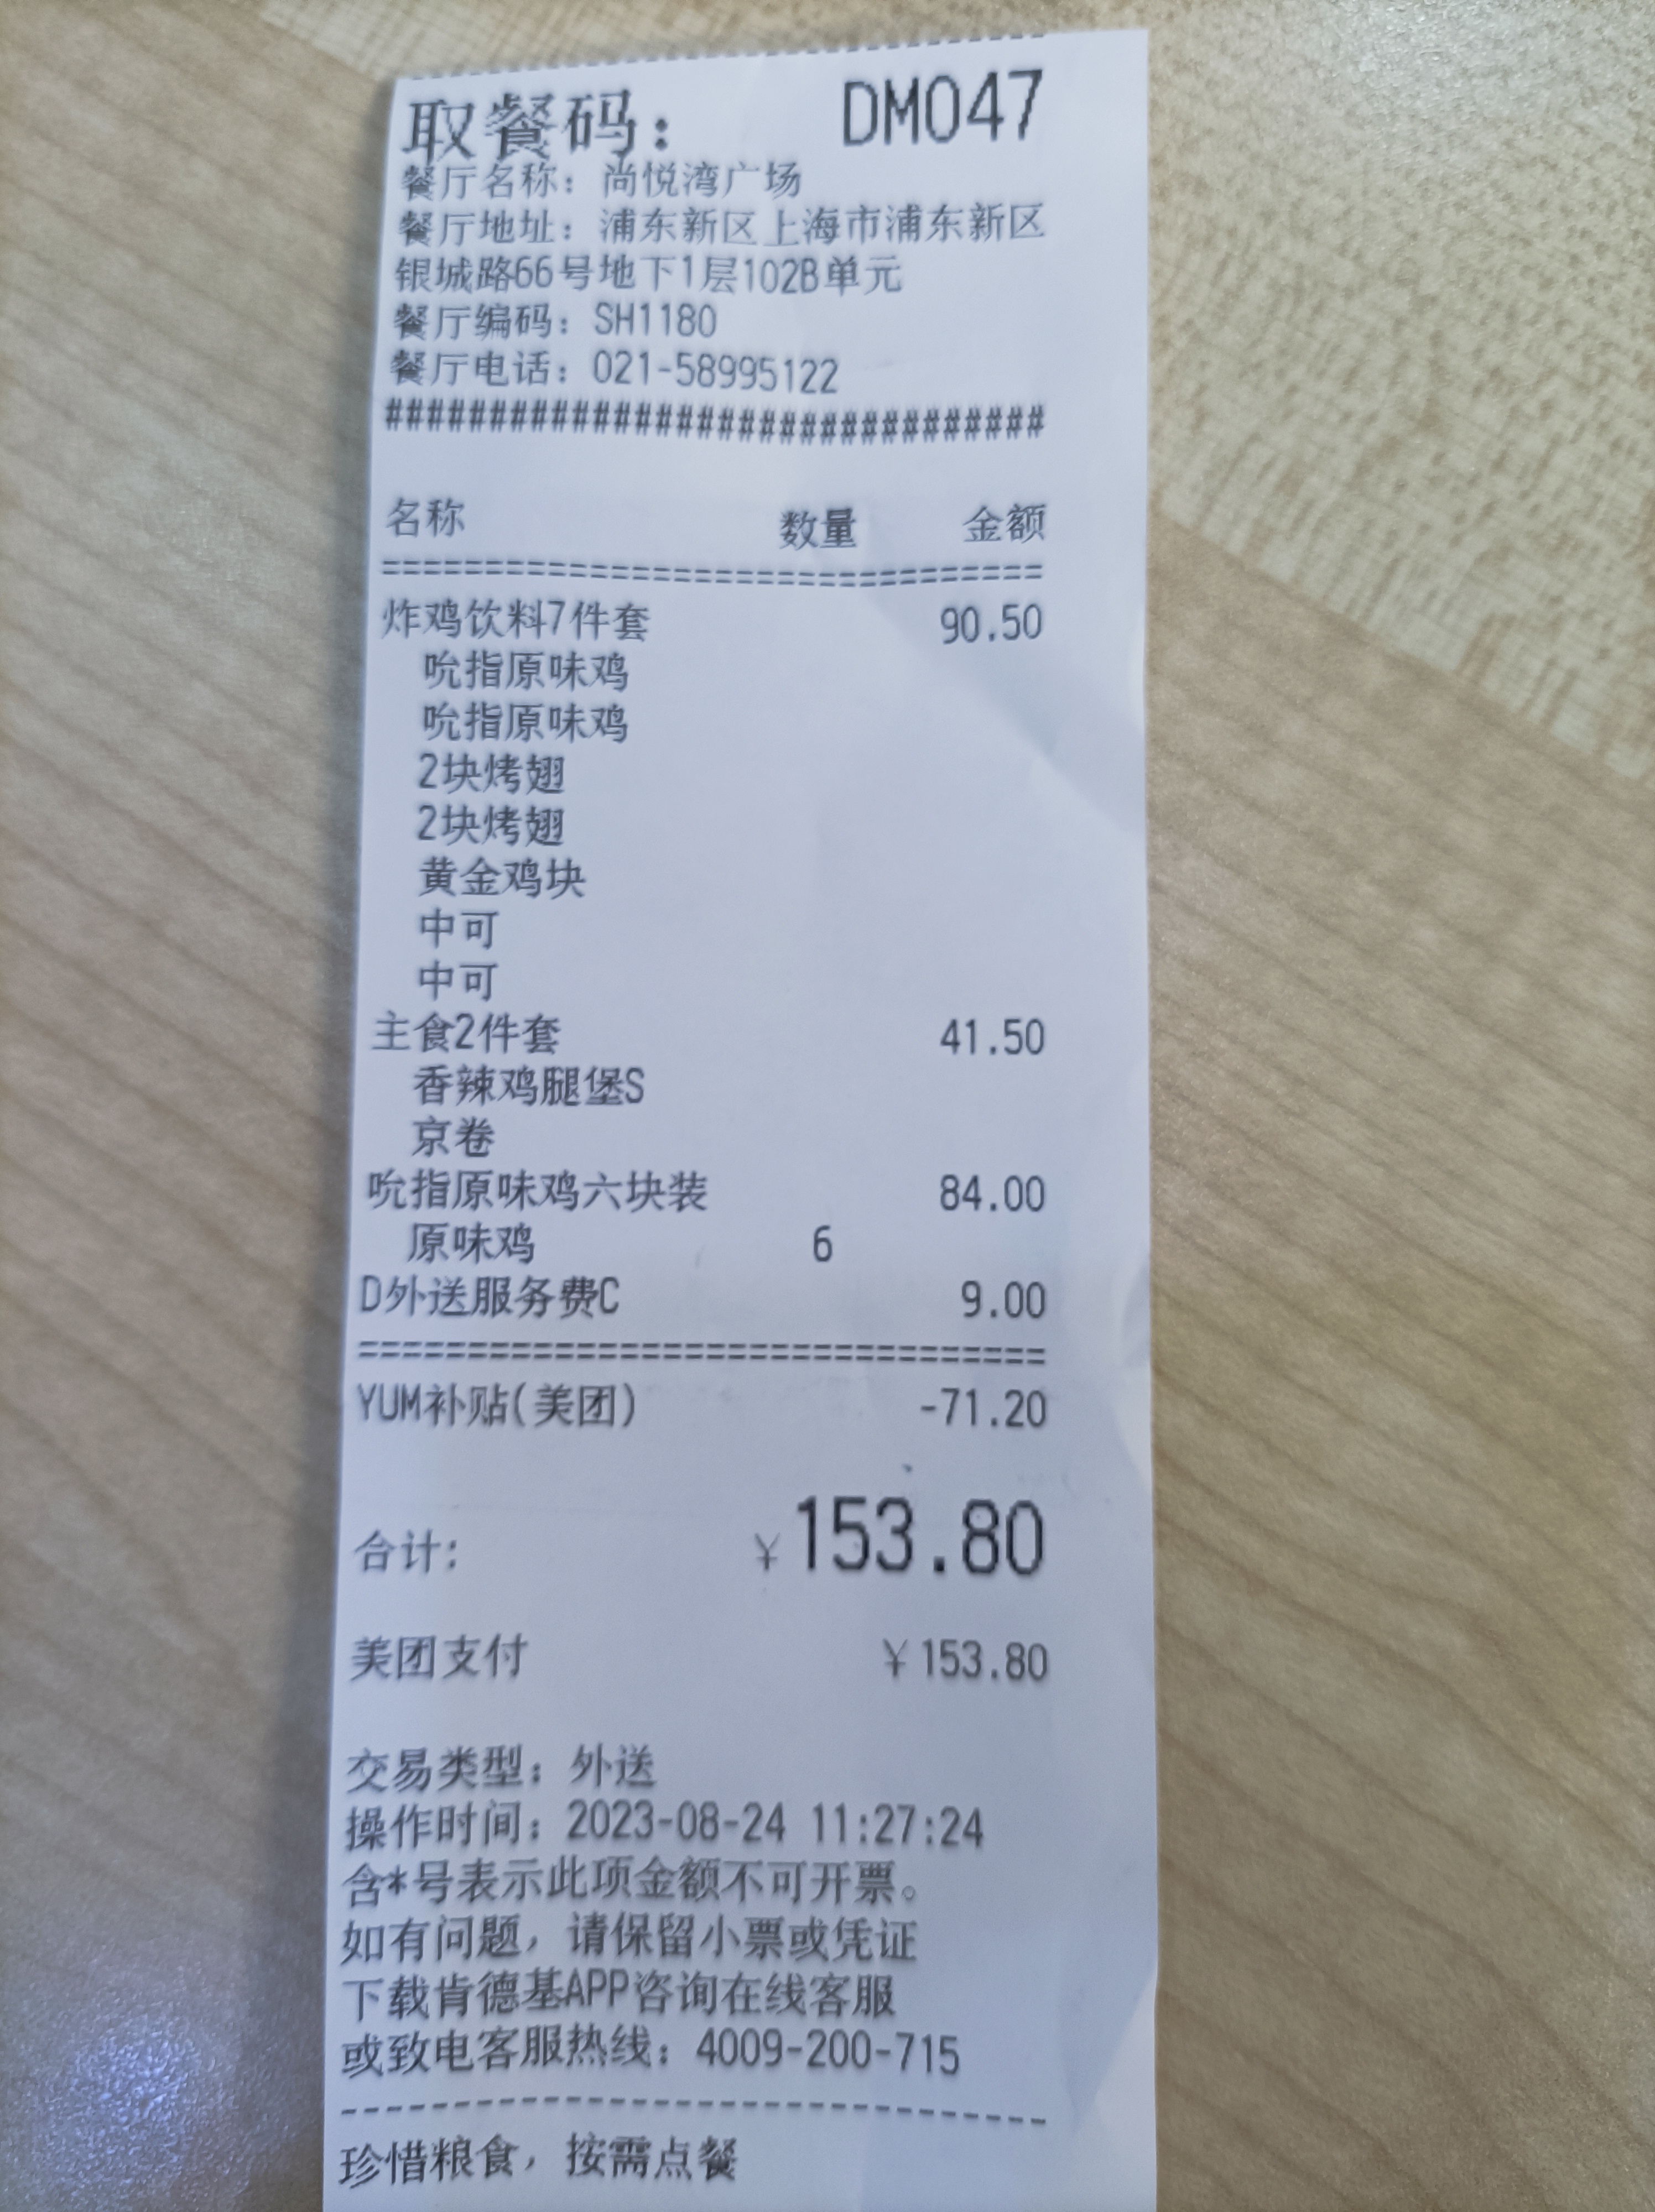 取餐码： DM047
餐厅名称：尚悦湾广场
餐厅地址：浦东新区上海市浦东新区
银城路66号地下1层102B单元
餐厅编码：SH1180
餐厅电话：021-58995122
################################
名称 数量 金额
================================
炸鸡饮料7件套 90.50
吮指原味鸡
吮指原味鸡
2块烤翅
2块烤翅
黄金鸡块
中可
中可
主食2件套 41.50
香辣鸡腿堡S
京卷
吮指原味鸡六块装 84.00
原味鸡 6
D外送服务费C 9.00
================================
YUM补贴(美团) -71.20
合计: ￥153.80
美团支付 ￥153.80
交易类型：外送
操作时间：2023-08-24 11:27:24
含*号表示此项金额不可开票。
如有问题，请保留小票或凭证
下载肯德基APP咨询在线客服
或致电客服热线：4009-200-715
--------------------------------
珍惜粮食，按需点餐